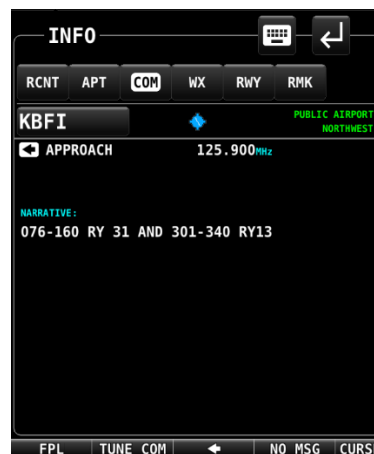 INFO
RCNT APT COM WX RWY RMK
KBFI
PUBLIC AIRPORT
NORTHWEST
APPROACH 125.900MHz
NARRATIVE:
076-160 RY 31 AND 301-340 RY13
FPL TUNE COM NO MSG CURS